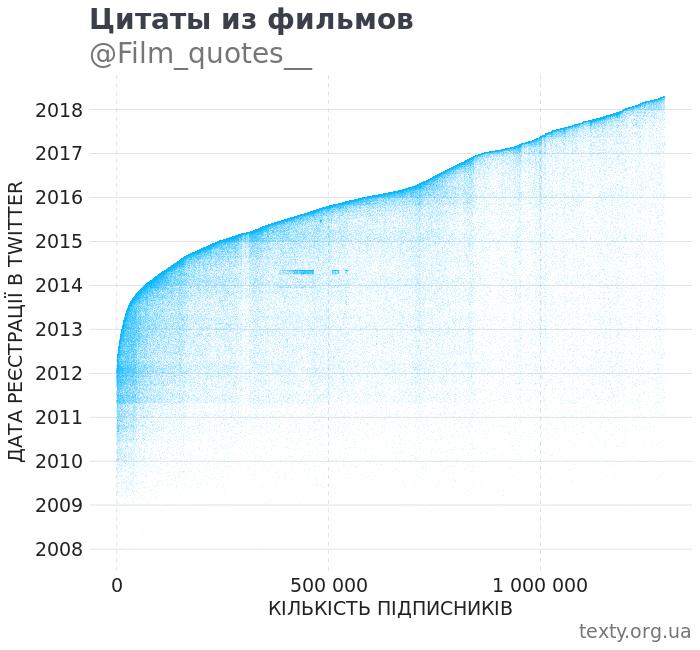 Цитаты из фильмов
@Film_quotes__
2018
2017
2016
2015
2014
2013
2012
2011
2010
2009
2008
ДАТА РЕЄСТРАЦІЇ В TWITTER
0 500 000 1 000 000
КІЛЬКІСТЬ ПІДПИСНИКІВ
texty.org.ua